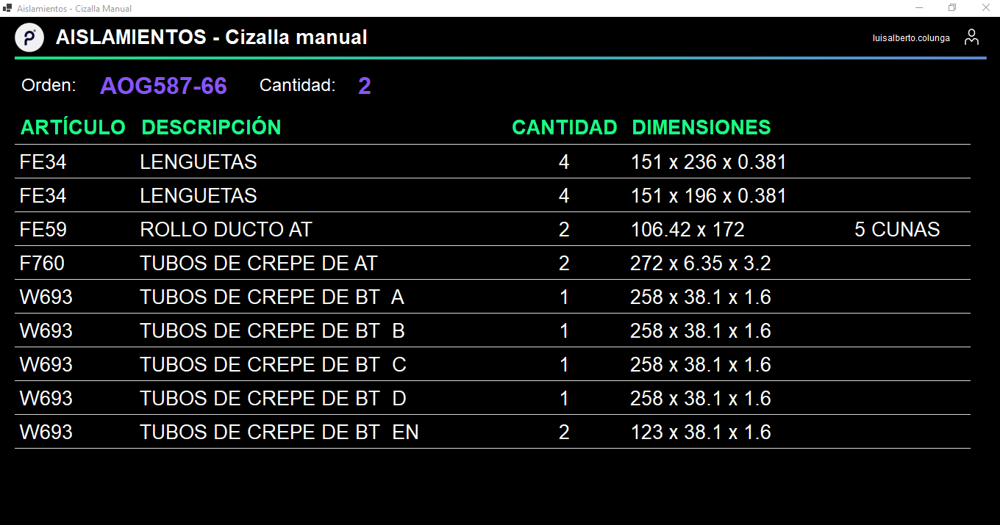 Aislamientos - Cizalla Manual
AISLAMIENTOS - Cizalla manual
luisalberto.colunga
Orden: AOG587-66 Cantidad: 2
ARTÍCULO DESCRIPCIÓN CANTIDAD DIMENSIONES
FE34 LENGUETAS 4 151 x 236 x 0.381
FE34 LENGUETAS 4 151 x 196 x 0.381
FE59 ROLLO DUCTO AT 2 106.42 x 172 5 CUNAS
F760 TUBOS DE CREPE DE AT 2 272 x 6.35 x 3.2
W693 TUBOS DE CREPE DE BT A 1 258 x 38.1 x 1.6
W693 TUBOS DE CREPE DE BT B 1 258 x 38.1 x 1.6
W693 TUBOS DE CREPE DE BT C 1 258 x 38.1 x 1.6
W693 TUBOS DE CREPE DE BT D 1 258 x 38.1 x 1.6
W693 TUBOS DE CREPE DE BT EN 2 123 x 38.1 x 1.6